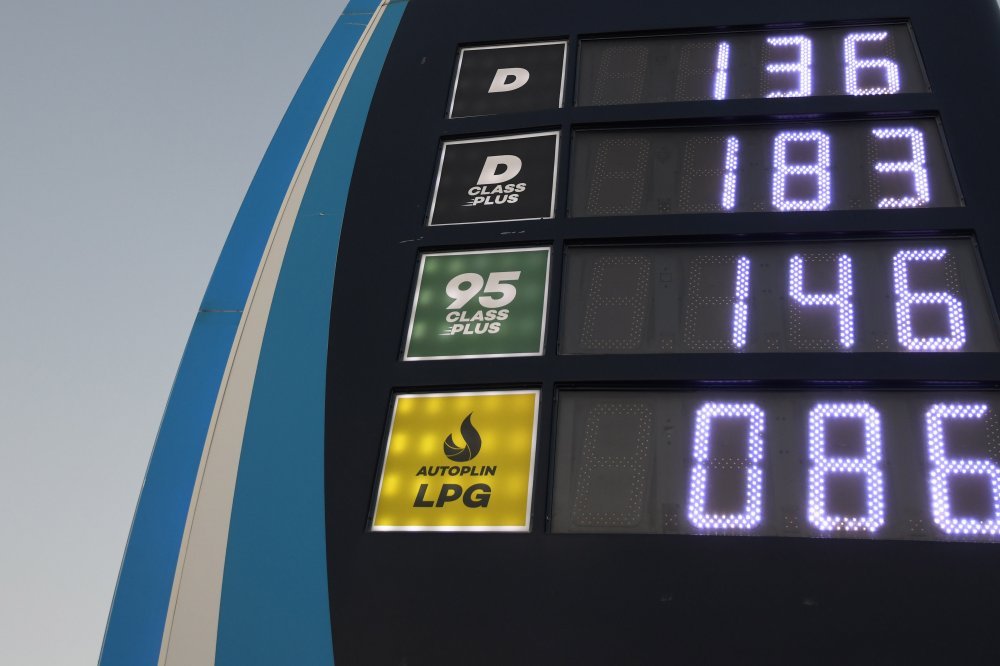 D 136
D
CLASS
PLUS
183
95
CLASS
PLUS
146
AUTOPLIN
LPG
086